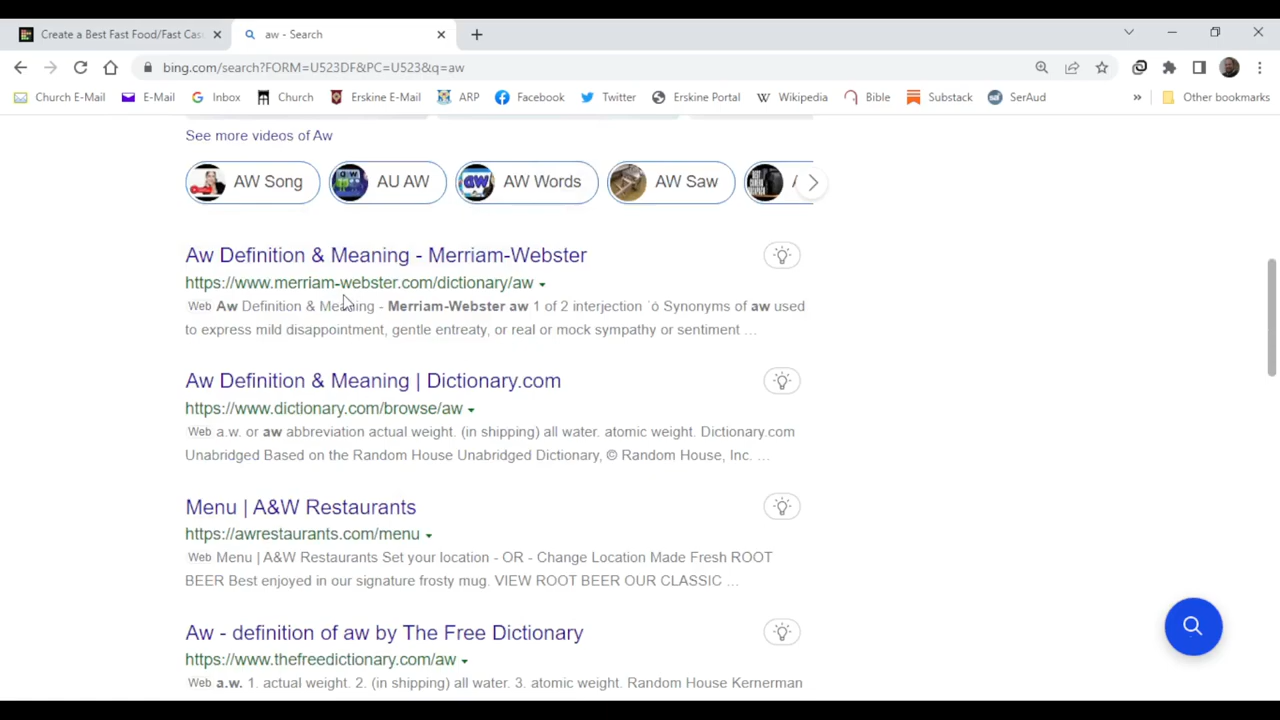 Create a Best Fast Food/Fast Cas
aw - Search
bing.com/search?FORM=U523DF&PC=U523&q=aw
Church E-Mail E-Mail Inbox Church Erskine E-Mail ARP Facebook Twitter Erskine Portal Wikipedia Bible Substack SerAud » Other bookmarks
See more videos of Aw
AW Song AU AW AW Words AW Saw
Aw Definition & Meaning - Merriam-Webster
https://www.merriam-webster.com/dictionary/aw
Web Aw Definition & Meaning - Merriam-Webster aw 1 of 2 interjection ˈȯ Synonyms of aw used
to express mild disappointment, gentle entreaty, or real or mock sympathy or sentiment ...
Aw Definition & Meaning | Dictionary.com
https://www.dictionary.com/browse/aw
Web a.w. or aw abbreviation actual weight. (in shipping) all water. atomic weight. Dictionary.com
Unabridged Based on the Random House Unabridged Dictionary, © Random House, Inc. ...
Menu | A&W Restaurants
https://awrestaurants.com/menu
Web Menu | A&W Restaurants Set your location - OR - Change Location Made Fresh ROOT
BEER Best enjoyed in our signature frosty mug. VIEW ROOT BEER OUR CLASSIC ...
Aw - definition of aw by The Free Dictionary
https://www.thefreedictionary.com/aw
Web a.w. 1. actual weight. 2. (in shipping) all water. 3. atomic weight. Random House Kernerman